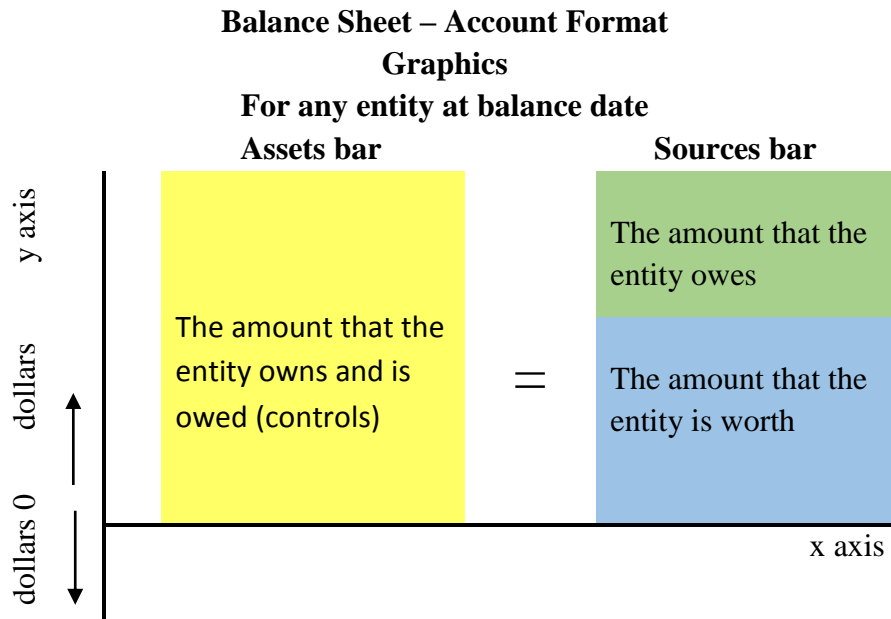 Balance Sheet – Account Format
Graphics
For any entity at balance date
Assets bar
Sources bar
y axis
dollars
dollars 0
The amount that the
entity owns and is
owed (controls)
=
The amount that the
entity owes
The amount that the
entity is worth
x axis